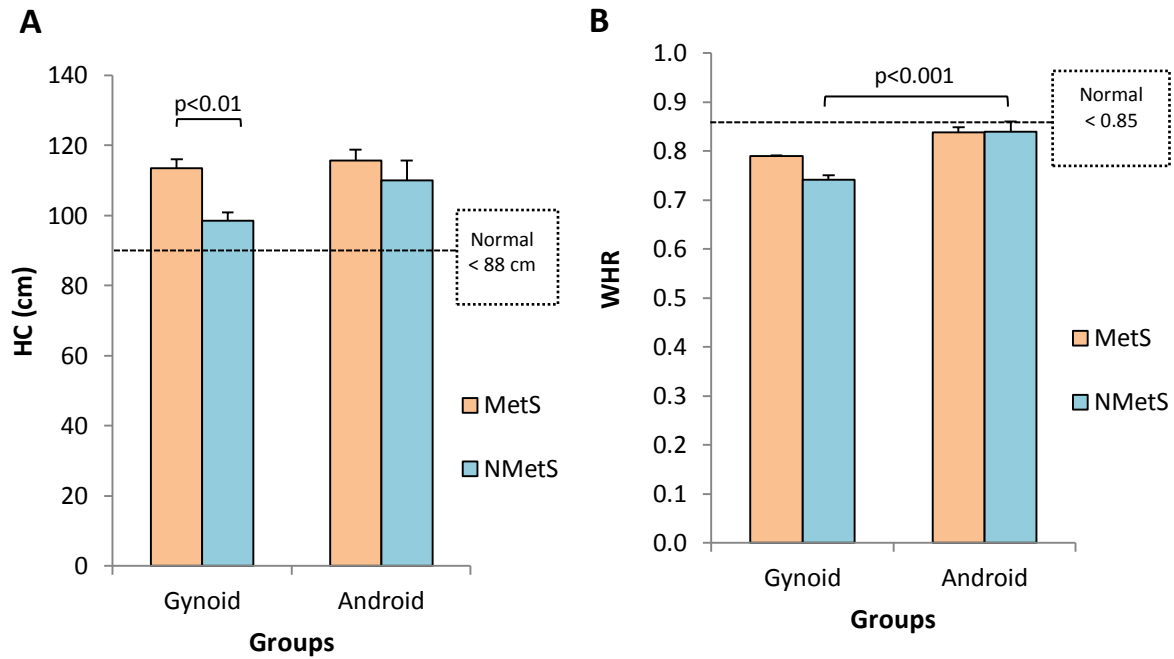 A
HC (cm)
140
120
100
80
60
40
20
0
p<0.01
Normal
< 88 cm
MetS
NMetS
Gynoid
Android
Groups
B
WHR
1.0
0.9
0.8
0.7
0.6
0.5
0.4
0.3
0.2
0.1
0.0
p<0.001
Normal
< 0.85
MetS
NMetS
Gynoid
Android
Groups